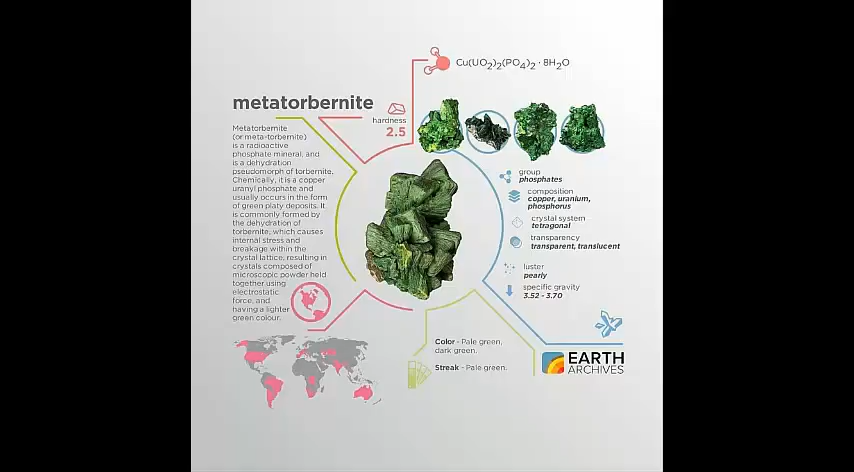 Cu(UO2)2(PO4)2 · 8H2O
metatorbernite
hardness
2.5
Metatorbernite
(or meta-torbernite)
is a radioactive
phosphate mineral, and
is a dehydration
pseudomorph of torbernite.
Chemically, it is a copper
uranyl phosphate and
usually occurs in the form
of green platy deposits. It
is commonly formed by
the dehydration of
torbernite, which causes
internal stress and
breakage within the
crystal lattice, resulting in
crystals composed of
microscopic powder held
together using
electrostatic
force, and
having a lighter
green colour.
group
phosphates
composition
copper, uranium,
phosphorus
crystal system
tetragonal
transparency
transparent, translucent
luster
pearly
specific gravity
3.52 - 3.70
Color - Pale green,
dark green.
Streak - Pale green.
EARTH
ARCHIVES